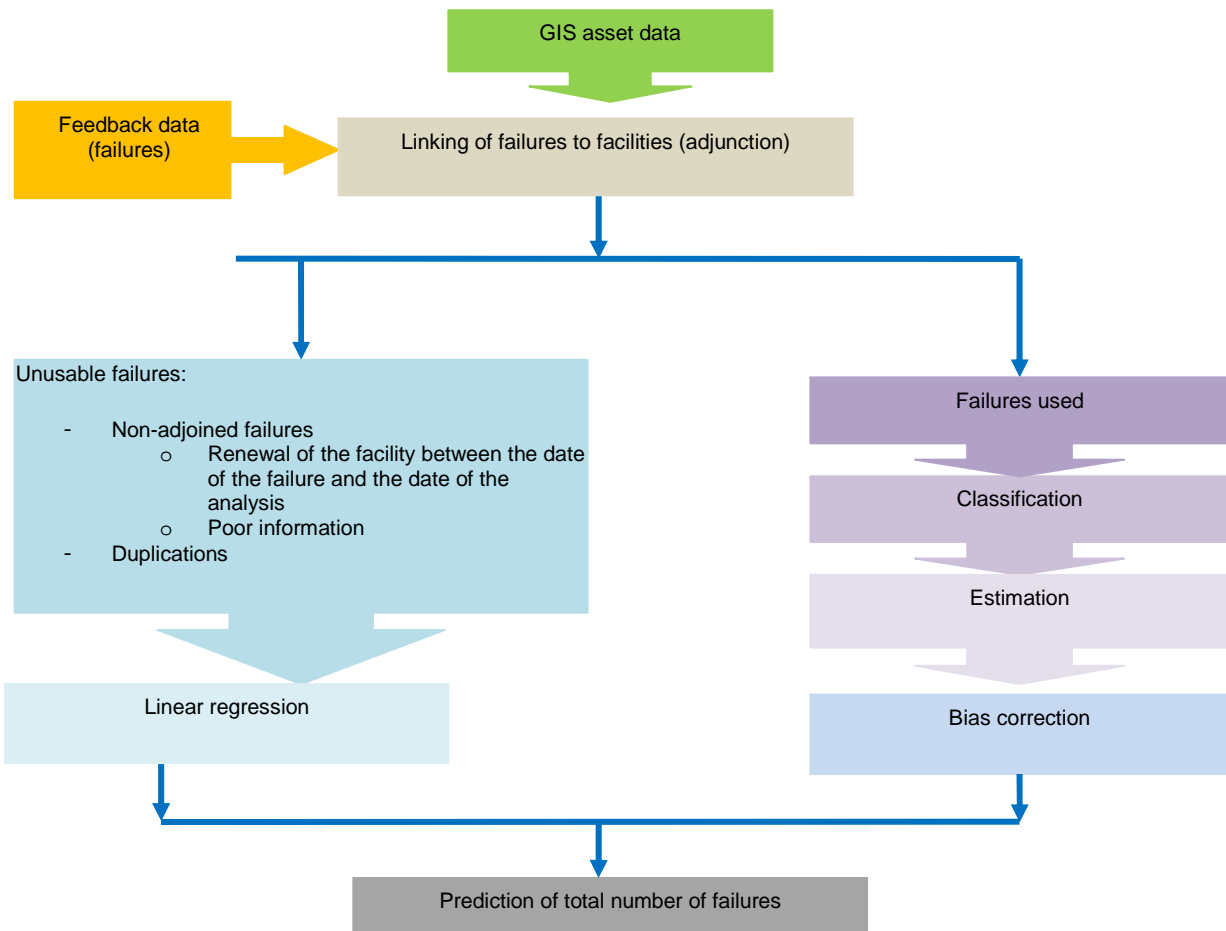 GIS asset data
Feedback data
(failures)
Linking of failures to facilities (adjunction)
Unusable failures:
- Non-adjoined failures
o Renewal of the facility between the date
of the failure and the date of the
analysis
o Poor information
- Duplications
Linear regression
Failures used
Classification
Estimation
Bias correction
Prediction of total number of failures